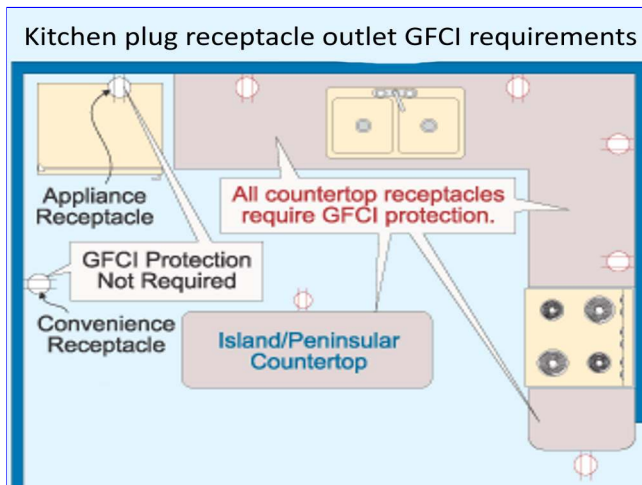 Kitchen plug receptacle outlet GFCI requirements
Appliance
Receptacle
All countertop receptacles
require GFCI protection.
GFCI Protection
Not Required
Convenience
Receptacle
Island/Peninsular
Countertop